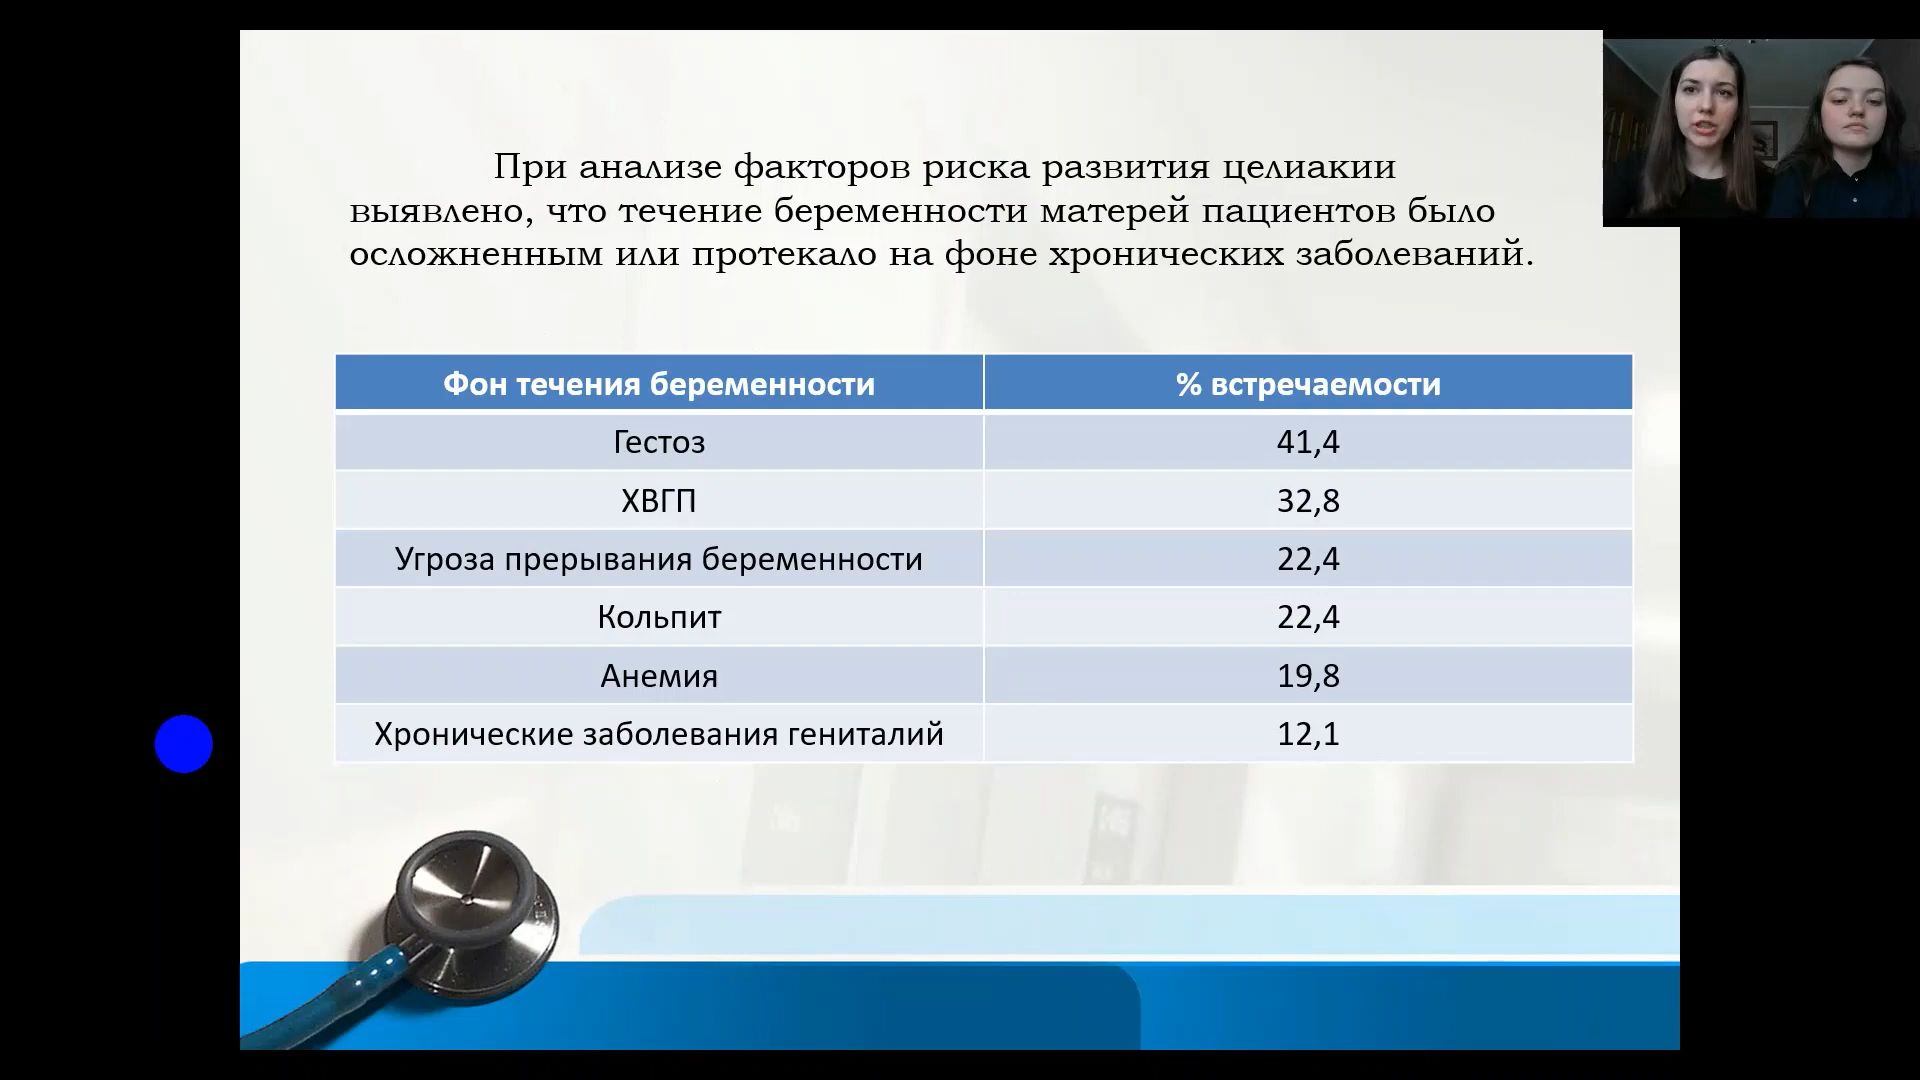 При анализе факторов риска развития целиакии
выявлено, что течение беременности матерей пациентов было
осложненным или протекало на фоне хронических заболеваний.
Фон течения беременности % встречаемости
Гестоз 41,4
ХВГП 32,8
Угроза прерывания беременности 22,4
Кольпит 22,4
Анемия 19,8
Хронические заболевания гениталий 12,1